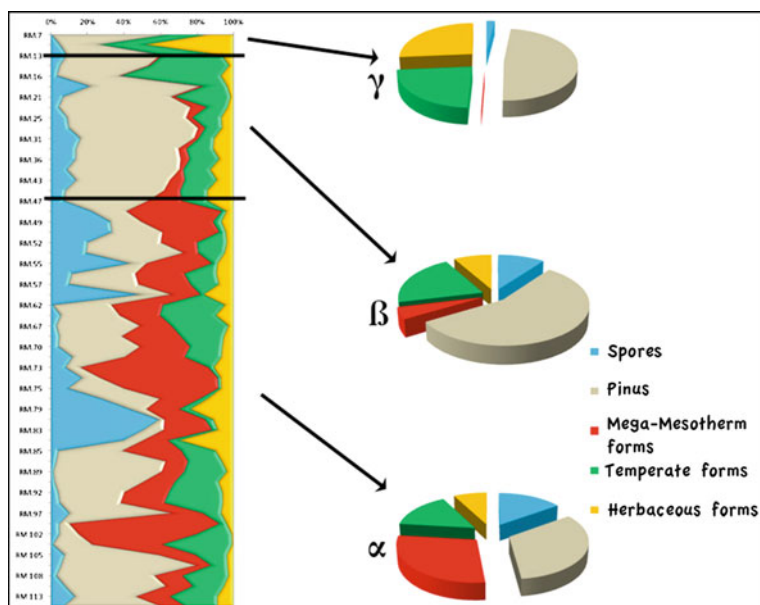 0% 20% 40% 60% 80% 100%
RM 7
RM 13
RM 16
RM 21
RM 25
RM 31
RM 36
RM 43
RM 47
RM 49
RM 52
RM 55
RM 57
RM 62
RM 67
RM 70
RM 73
RM 75
RM 79
RM 83
RM 85
RM 89
RM 92
RM 97
RM 102
RM 105
RM 108
RM 113
γ
ß
α
Spores
Pinus
Mega-Mesotherm
forms
Temperate forms
Herbaceous forms